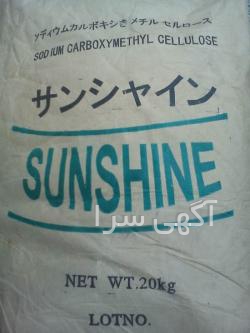 ソディウムカルボキシきメチル セルロース
SODIUM CARBOXYMETHYL CELLULOSE
サンシャイン
SUNSHINE
آگهی سرا
NET WT.20kg
LOTNO.